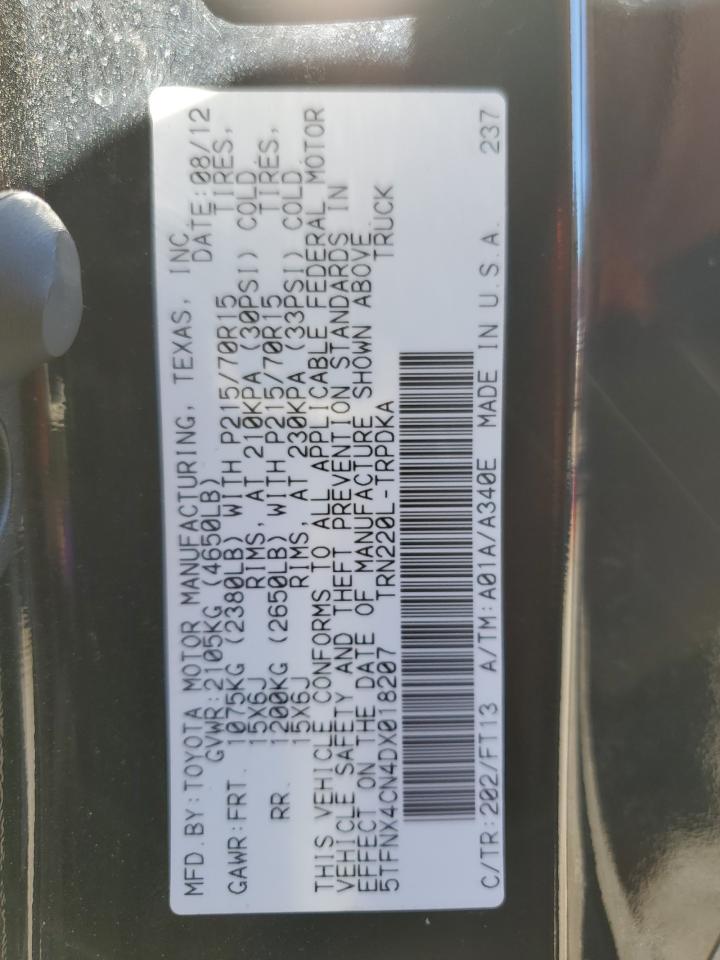 MFD.BY:TOYOTA MOTOR MANUFACTURING, TEXAS, INC.
GVWR:2105KG (4650LB) DATE:08/12
GAWR:FRT. 1075KG (2380LB) WITH P215/70R15 TIRES,
15X6J RIMS, AT 210KPA (30PSI) COLD
RR. 1200KG (2650LB) WITH P215/70R15 TIRES,
15X6J RIMS, AT 230KPA (33PSI) COLD
THIS VEHICLE CONFORMS TO ALL APPLICABLE FEDERAL MOTOR
VEHICLE SAFETY AND THEFT PREVENTION STANDARDS IN
EFFECT ON THE DATE OF MANUFACTURE SHOWN ABOVE.
5TFNX4CN4DX018207 TRN220L-TRPDKA TRUCK
C/TR:202/FT13 A/TM:A01A/A340E MADE IN U.S.A. 237